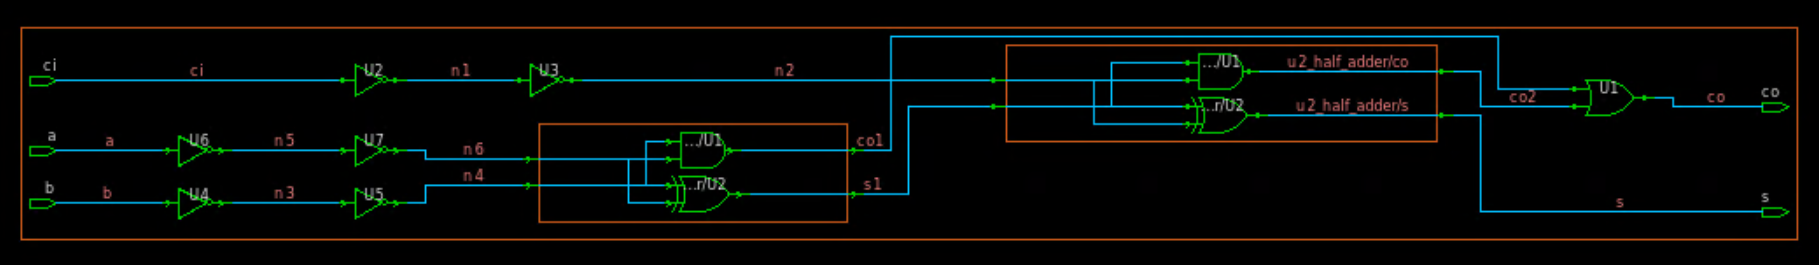 ci
ci
U2
n1
U3
n2
.../U1
u2_half_adder/co
...r/U2
u2_half_adder/s
co2
U1
co
co
a
a
U6
n5
U7
n6
.../U1
co1
b
b
U4
n3
U5
n4
...r/U2
s1
s
s